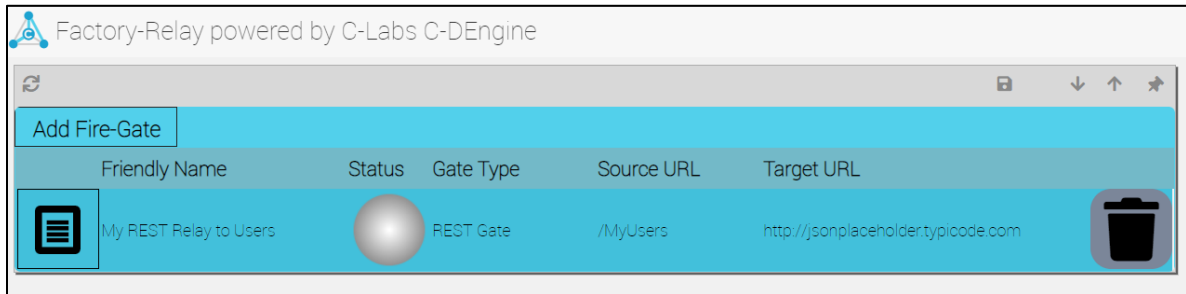 Factory-Relay powered by C-Labs C-DEngine
Add Fire-Gate
Friendly Name Status Gate Type Source URL Target URL
My REST Relay to Users REST Gate /MyUsers http://jsonplaceholder.typicode.com